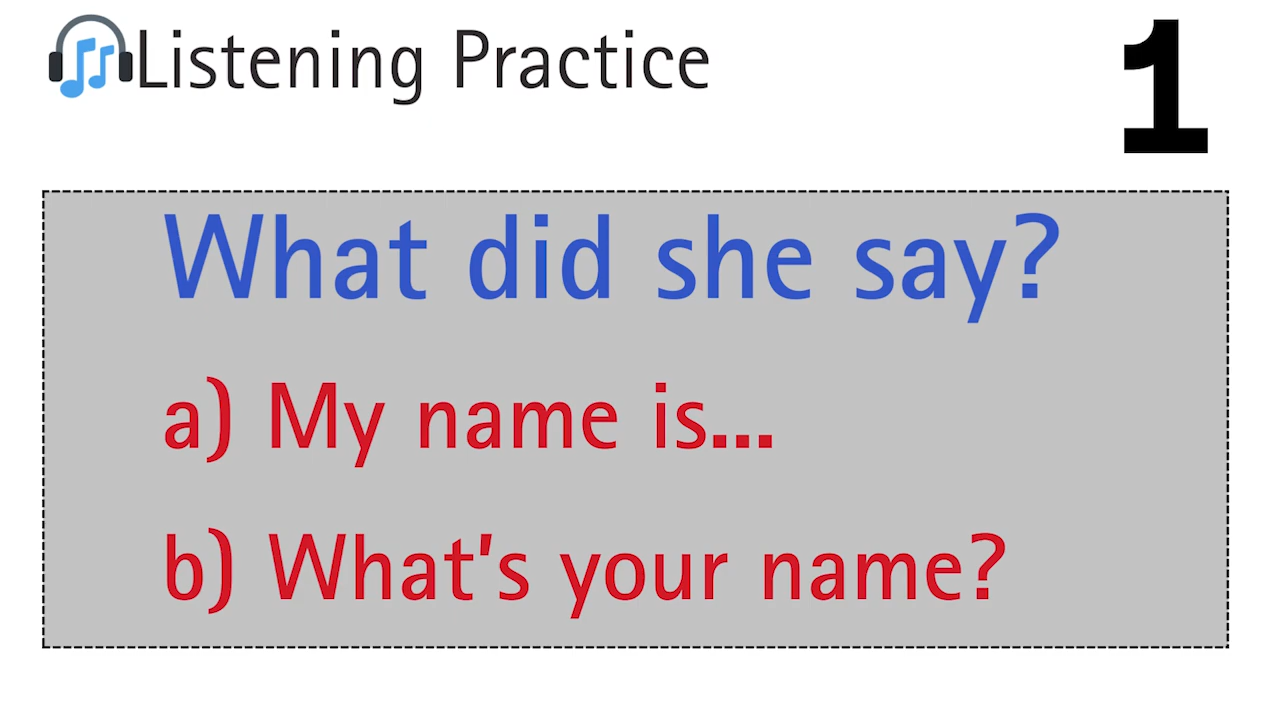 Listening Practice
1
What did she say?
a) My name is...
b) What's your name?